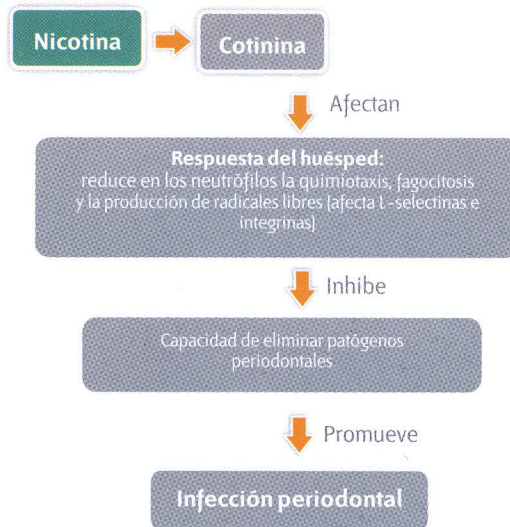 Nicotina
Cotinina
Afectan
Respuesta del huésped:
reduce en los neutrófilos la quimiotaxis, fagocitosis
y la producción de radicales libres (afecta L-selectinas e
integrinas)
Inhibe
Capacidad de eliminar patógenos
periodontales
Promueve
Infección periodontal